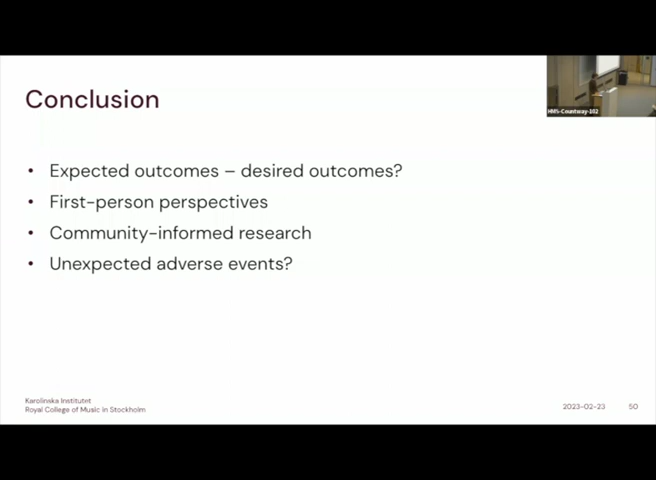 Conclusion
HMS-Countway-102
• Expected outcomes – desired outcomes?
• First-person perspectives
• Community-informed research
• Unexpected adverse events?
Karolinska Institutet
Royal College of Music in Stockholm
2023-02-23 50